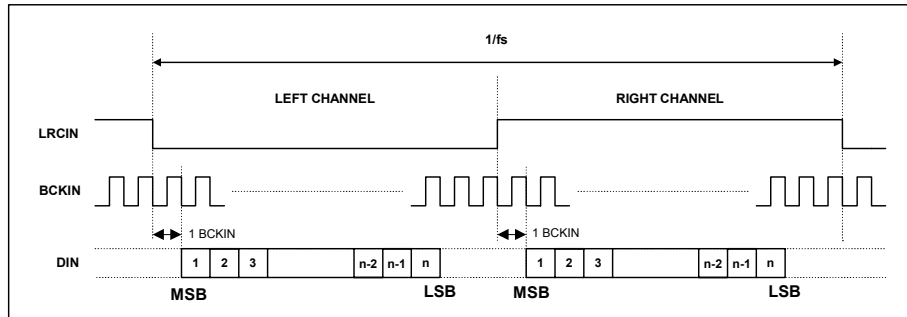 1/fs
LEFT CHANNEL RIGHT CHANNEL
LRCIN
BCKIN
1 BCKIN 1 BCKIN
DIN 1 2 3 n-2 n-1 n 1 2 3 n-2 n-1 n
MSB LSB MSB LSB